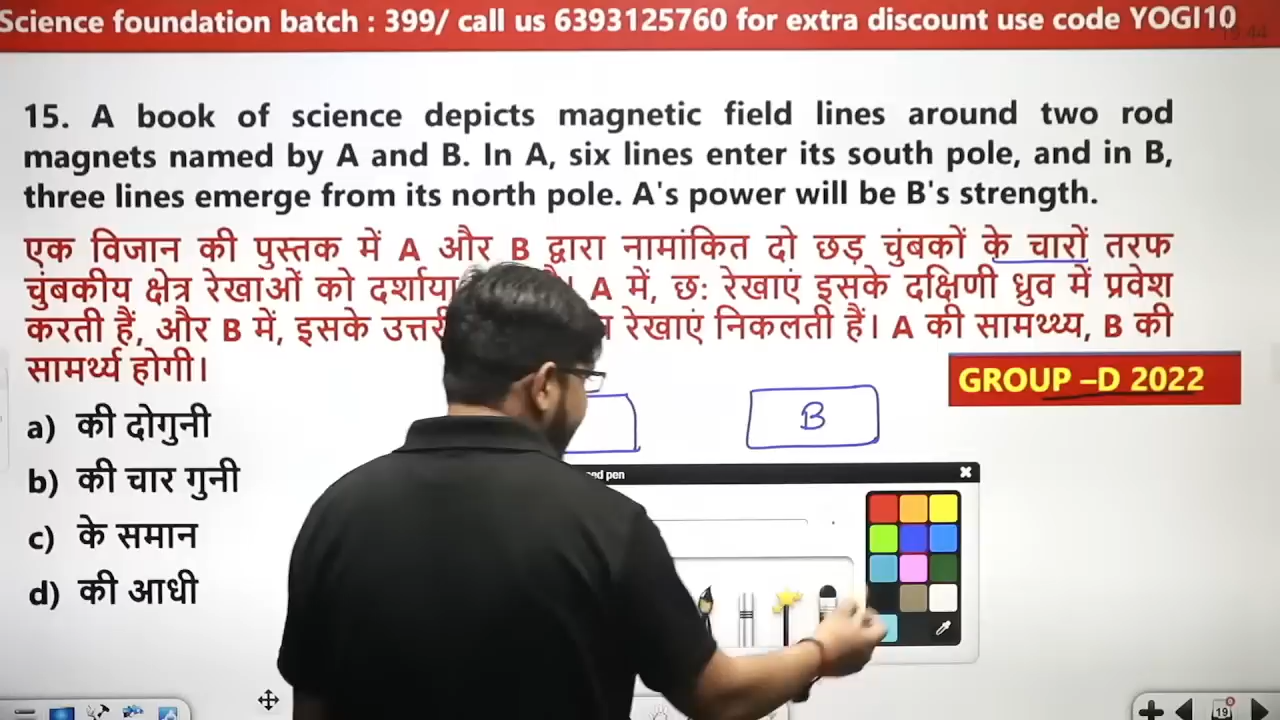 Science foundation batch : 399/ call us 6393125760 for extra discount use code YOGI10
15. A book of science depicts magnetic field lines around two rod
magnets named by A and B. In A, six lines enter its south pole, and in B,
three lines emerge from its north pole. A's power will be B's strength.
एक विजान की पुस्तक में A और B द्वारा नामांकित दो छड़ चुंबकों के चारों तरफ
चुंबकीय क्षेत्र रेखाओं को दर्शाया A में, छः रेखाएं इसके दक्षिणी ध्रुव में प्रवेश
करती हैं, और B में, इसके रेखाएं निकलती हैं। A की सामथ्थ्य, B की
सामर्थ्य होगी।
GROUP –D 2022
a) की दोगुनी
B
b) की चार गुनी
pen
c) के समान
d) की आधी
19